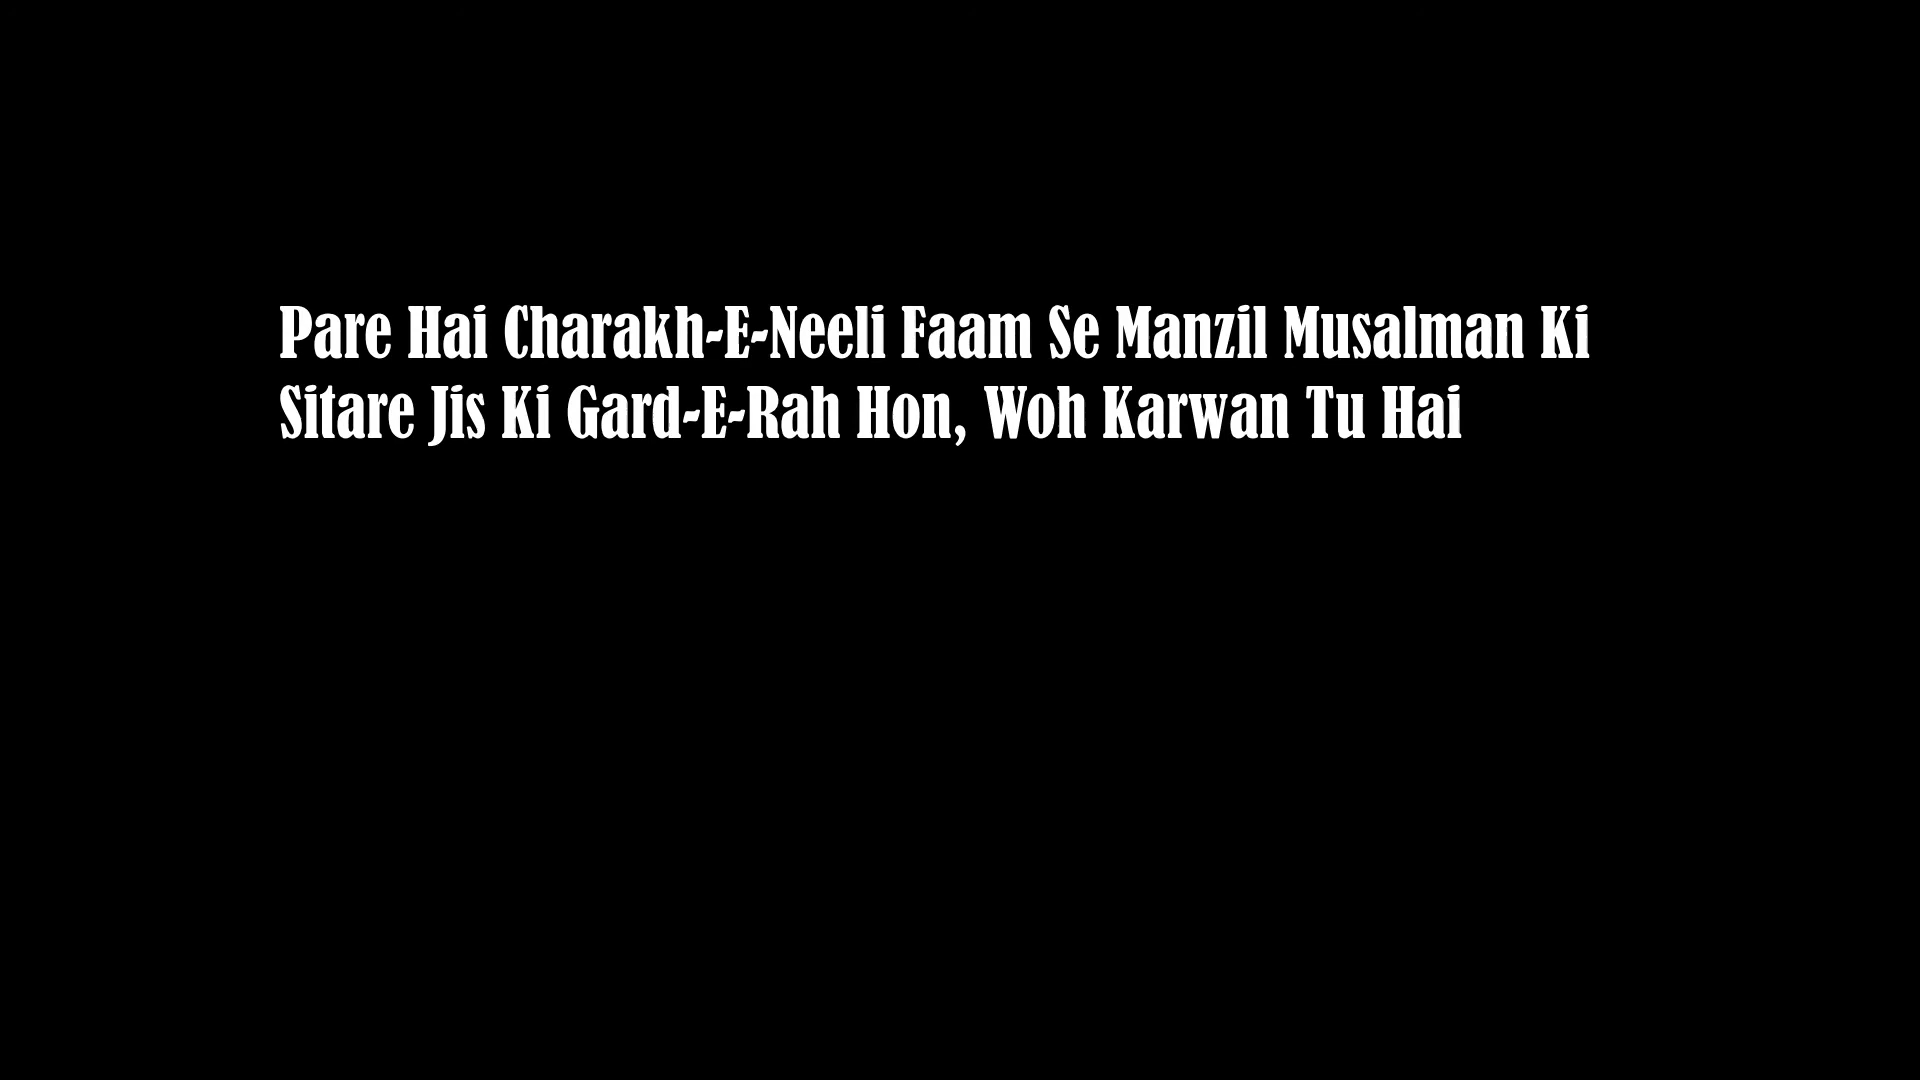 Pare Hai Charakh-E-Neeli Faam Se Manzil Musalman Ki
Sitare Jis Ki Gard-E-Rah Hon, Woh Karwan Tu Hai